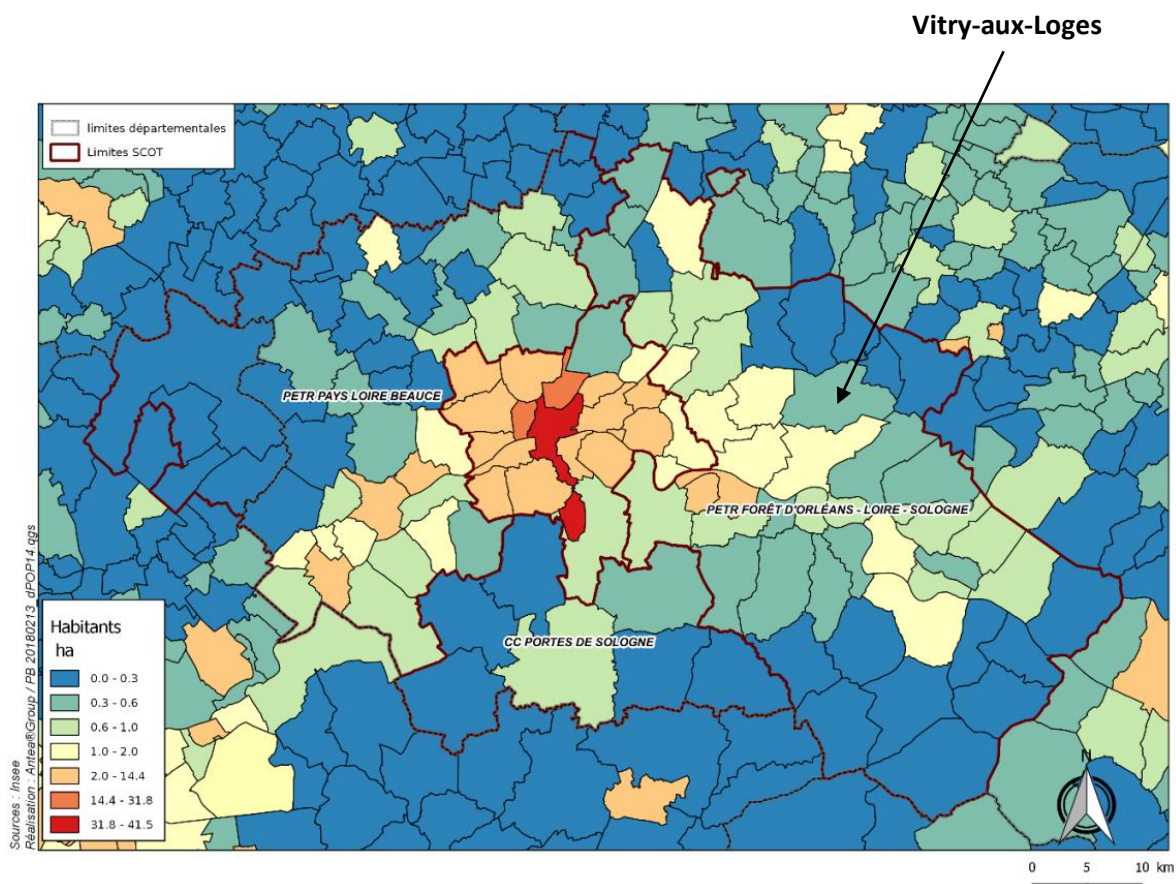 Vitry-aux-Loges
limites départementales
Limites SCOT
PETR PAYS LOIRE BEAUCE
PETR FORÊT D'ORLÉANS - LOIRE - SOLOGNE
CC PORTES DE SOLOGNE
Habitants
ha
0.0 - 0.3
0.3 - 0.6
0.6 - 1.0
1.0 - 2.0
2.0 - 14.4
14.4 - 31.8
31.8 - 41.5
Sources : Insee
Réalisation : Antea®Group / PB 20180213_dPOP14.qgs
N
0 5 10 km